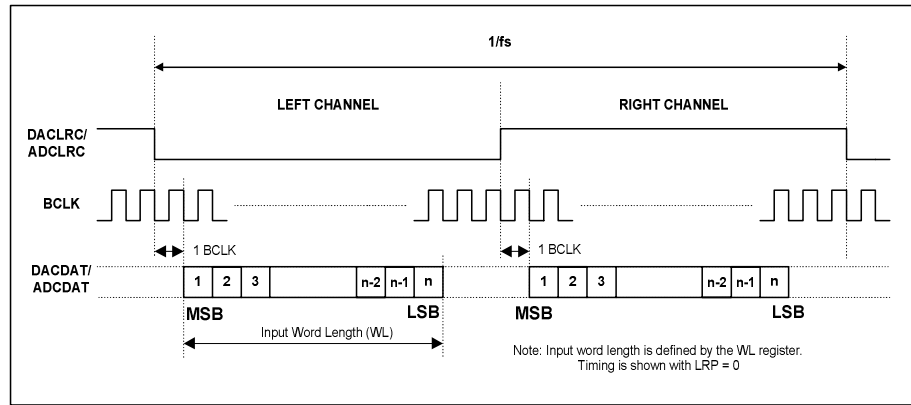 1/fs
LEFT CHANNEL
RIGHT CHANNEL
DACLRC/
ADCLRC
BCLK
1 BCLK
1 BCLK
DACDAT/
ADCDAT
1 2 3 n-2 n-1 n
1 2 3 n-2 n-1 n
MSB
LSB
MSB
LSB
Input Word Length (WL)
Note: Input word length is defined by the WL register.
Timing is shown with LRP = 0